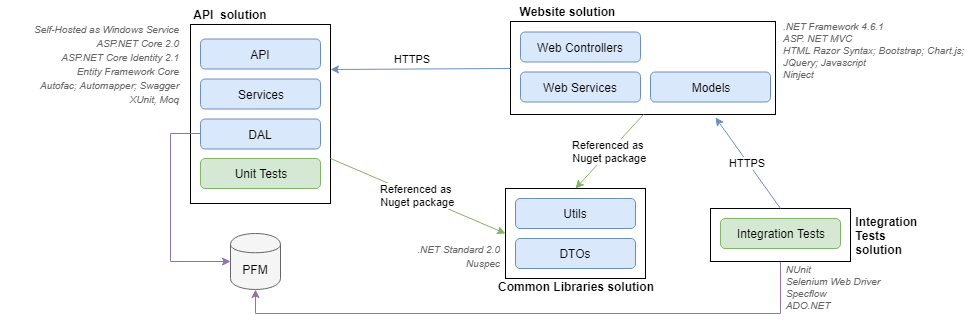 API  solution
Self-Hosted as Windows Service
ASP.NET Core 2.0
ASP.NET Core Identity 2.1
Entity Framework Core
Autofac; Automapper; Swagger
XUnit, Moq
API
Services
DAL
Unit Tests
HTTPS
Website solution
Web Controllers
Web Services
Models
.NET Framework 4.6.1
ASP. NET MVC
HTML Razor Syntax; Bootstrap; Chart.js;
JQuery; Javascript
Ninject
Referenced as
Nuget package
Referenced as
Nuget package
HTTPS
Utils
DTOs
.NET Standard 2.0
Nuspec
Common Libraries solution
Integration Tests
Integration
Tests
solution
NUnit
Selenium Web Driver
Specflow
ADO.NET
PFM